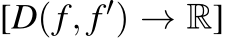 [D(f, f′) → ℝ]